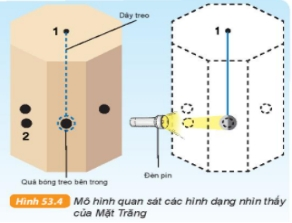 Dây treo
1
1
2
Quả bóng treo bên trong
Đèn pin
Hình 53.4 Mô hình quan sát các hình dạng nhìn thấy
của Mặt Trăng